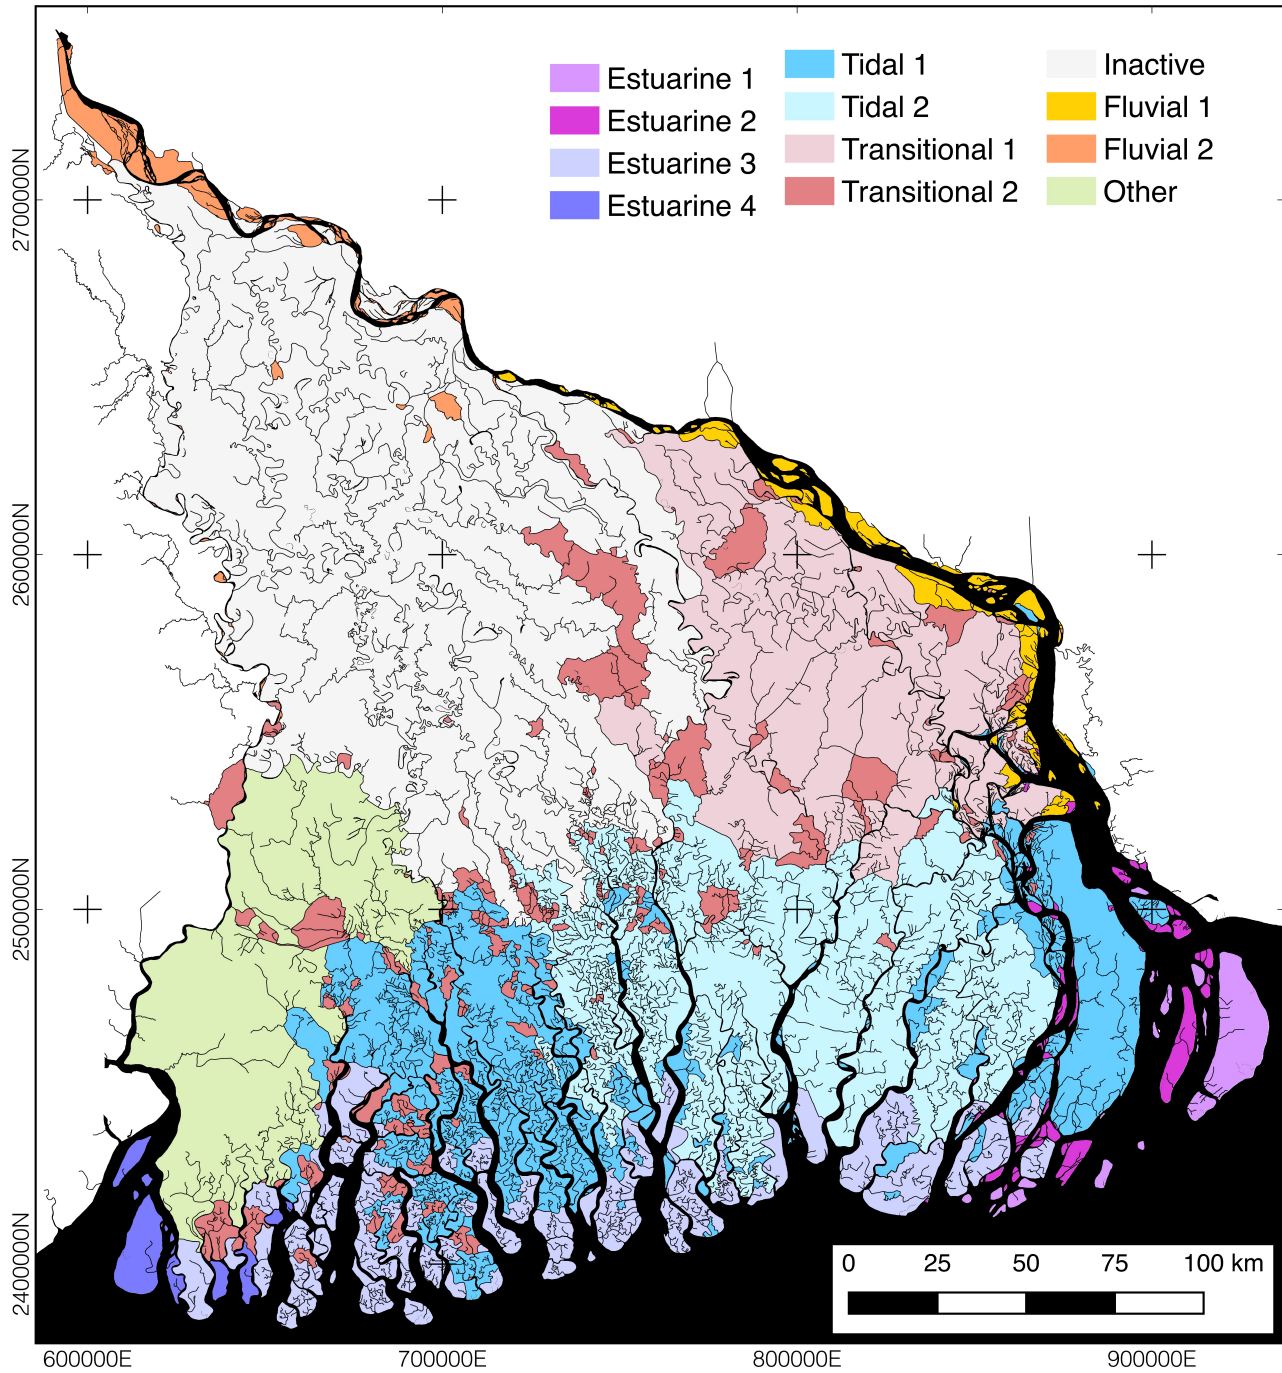 Estuarine 1
Estuarine 2
Estuarine 3
Estuarine 4
Tidal 1
Tidal 2
Transitional 1
Transitional 2
Inactive
Fluvial 1
Fluvial 2
Other
2700000N
2600000N
2500000N
2400000N
0 25 50 75 100 km
600000E 700000E 800000E 900000E